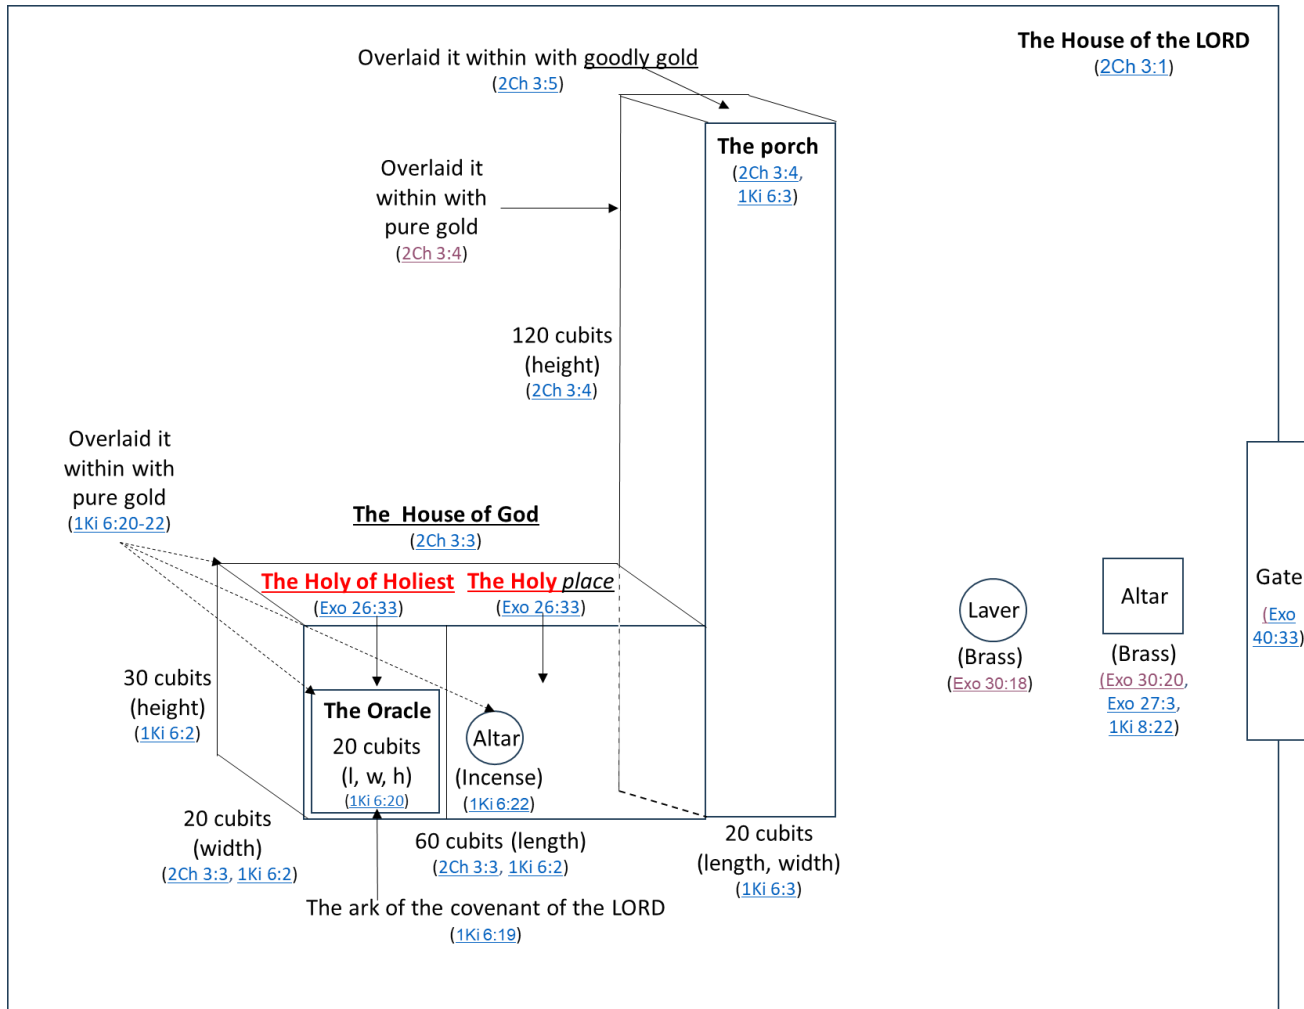 The House of the LORD
(2Ch 3:1)
Overlaid it within with goodly gold
(2Ch 3:5)
The porch
(2Ch 3:4,
1Ki 6:3)
Overlaid it
within with
pure gold
(2Ch 3:4)
120 cubits
(height)
(2Ch 3:4)
Overlaid it
within with
pure gold
(1Ki 6:20-22)
The House of God
(2Ch 3:3)
The Holy of Holiest
(Exo 26:33)
The Holy place
(Exo 26:33)
30 cubits
(height)
(1Ki 6:2)
The Oracle
20 cubits
(l, w, h)
(1Ki 6:20)
Altar
(Incense)
(1Ki 6:22)
20 cubits
(width)
(2Ch 3:3, 1Ki 6:2)
60 cubits (length)
(2Ch 3:3, 1Ki 6:2)
The ark of the covenant of the LORD
(1Ki 6:19)
20 cubits
(length, width)
(1Ki 6:3)
Laver
(Brass)
(Exo 30:18)
Altar
(Brass)
(Exo 30:20,
Exo 27:3,
1Ki 8:22)
Gate
(Exo
40:33)